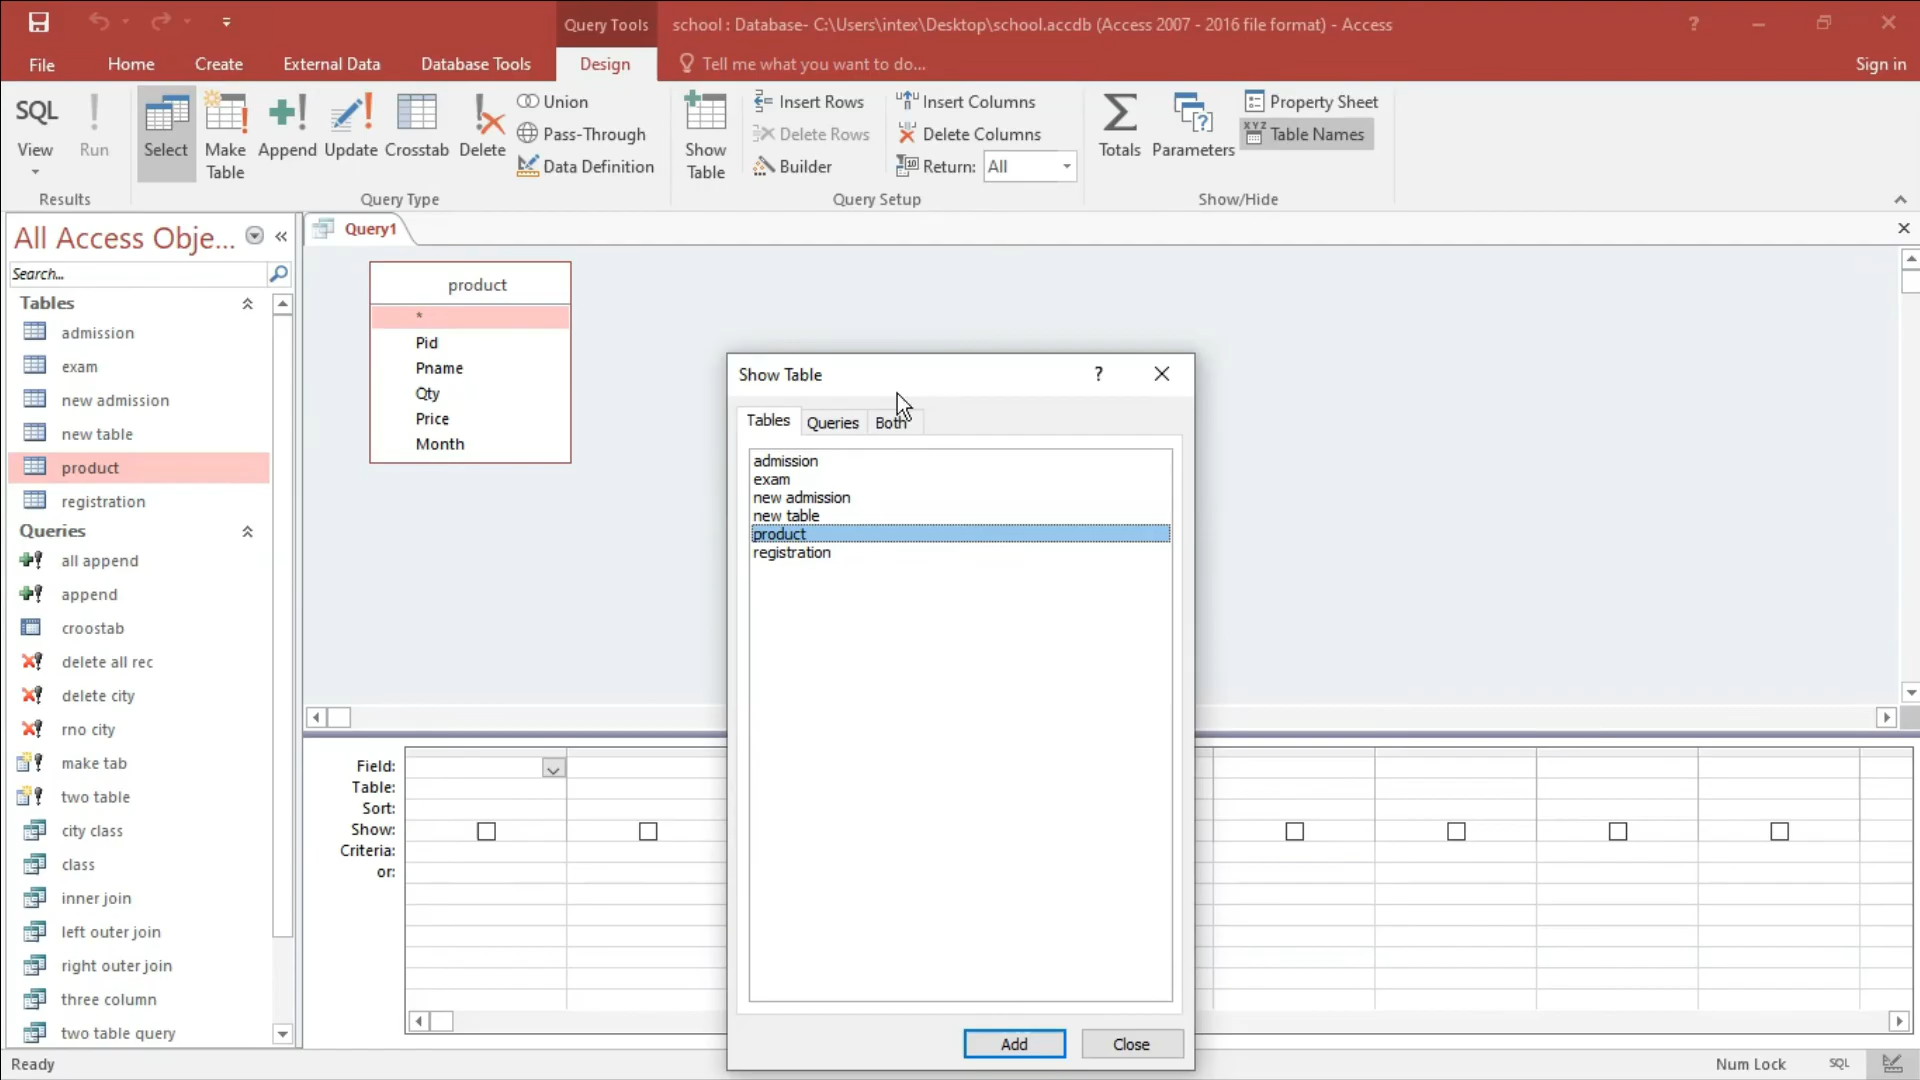 Query Tools
school : Database- C:\Users\intex\Desktop\school.accdb (Access 2007 - 2016 file format) - Access
?
File
Home
Create
External Data
Database Tools
Design
Tell me what you want to do...
Sign in
SQL
View
Run
Select
Make
Table
Append
Update
Crosstab
Delete
Union
Pass-Through
Data Definition
Show
Table
Insert Rows
Delete Rows
Builder
Insert Columns
Delete Columns
Return:
All
Totals
Parameters
Property Sheet
XYZ
Table Names
Results
Query Type
Query Setup
Show/Hide
All Access Obje...
Search...
Query1
Tables
admission
exam
new admission
new table
product
registration
Queries
all append
append
croostab
delete all rec
delete city
rno city
make tab
two table
city class
class
inner join
left outer join
right outer join
three column
two table query
product
*
Pid
Pname
Qty
Price
Month
Show Table
?
Tables
Queries
Both
admission
exam
new admission
new table
product
registration
Add
Close
Field:
Table:
Sort:
Show:
Criteria:
or:
Ready
Num Lock
SQL